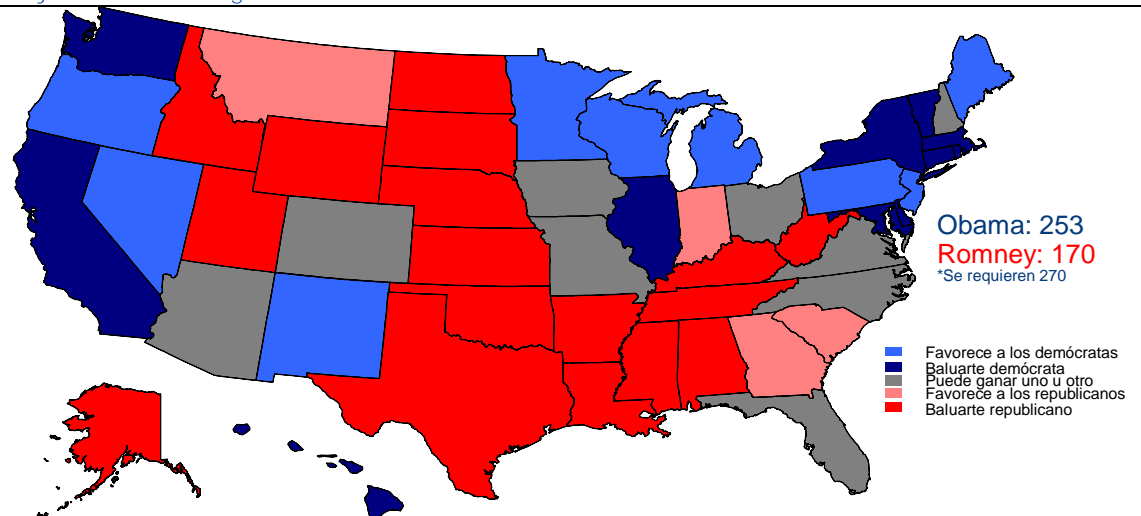 Obama: 253
Romney: 170
*Se requieren 270
Favorece a los demócratas
Baluarte demócrata
Puede ganar uno u otro
Favorece a los republicanos
Baluarte republicano